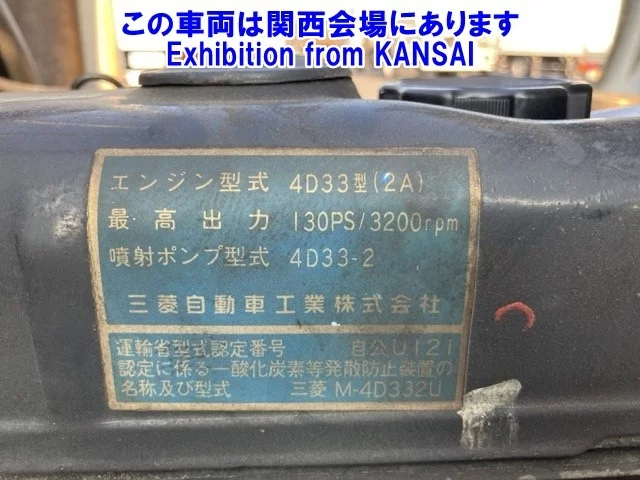 この車両は関西会場にあります
Exhibition from KANSAI
エンジン型式 4D33型(2A)
最高出力 130PS/3200rpm
噴射ポンプ型式 4D33-2
三菱自動車工業株式会社
運輸省型式認定番号 自公U121
認定に係る一酸化炭素等発散防止装置の
名称及び型式 三菱 M-4D332U